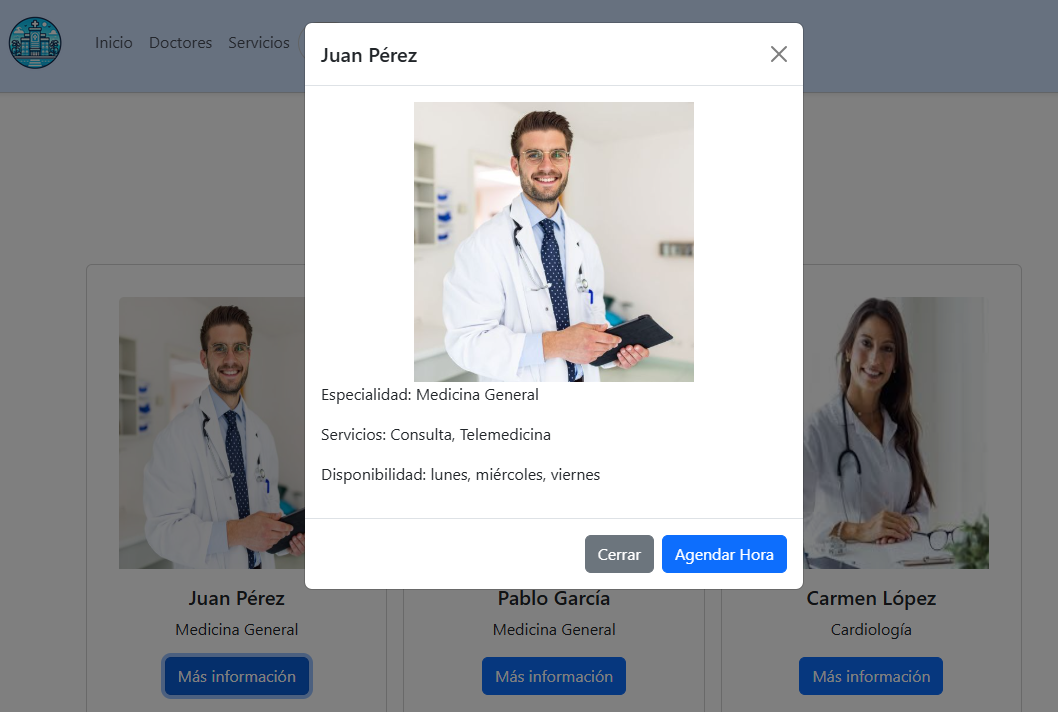 Inicio Doctores Servicios
Juan Pérez
Especialidad: Medicina General
Servicios: Consulta, Telemedicina
Disponibilidad: lunes, miércoles, viernes
Cerrar Agendar Hora
Juan Pérez
Medicina General
Más información
Pablo García
Medicina General
Más información
Carmen López
Cardiología
Más información